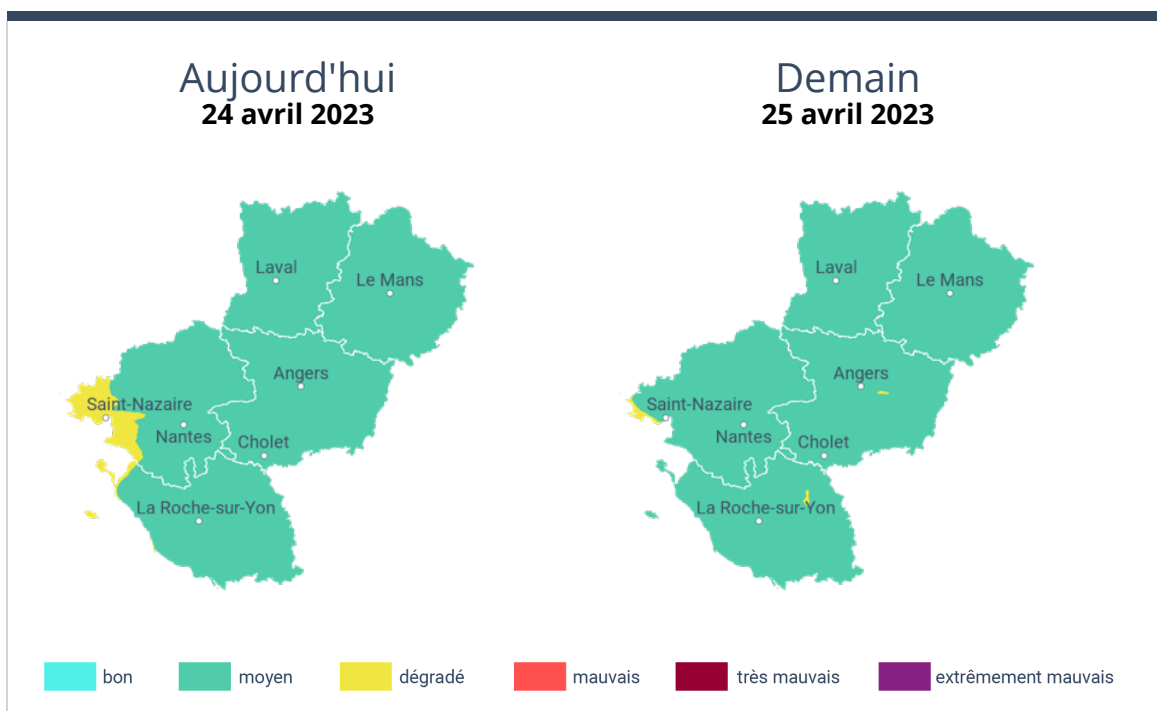 Aujourd'hui
24 avril 2023
Laval
Le Mans
Angers
Saint-Nazaire
Nantes
Cholet
La Roche-sur-Yon
Demain
25 avril 2023
Laval
Le Mans
Angers
Saint-Nazaire
Nantes
Cholet
La Roche-sur-Yon
bon
moyen
dégradé
mauvais
très mauvais
extrêmement mauvais